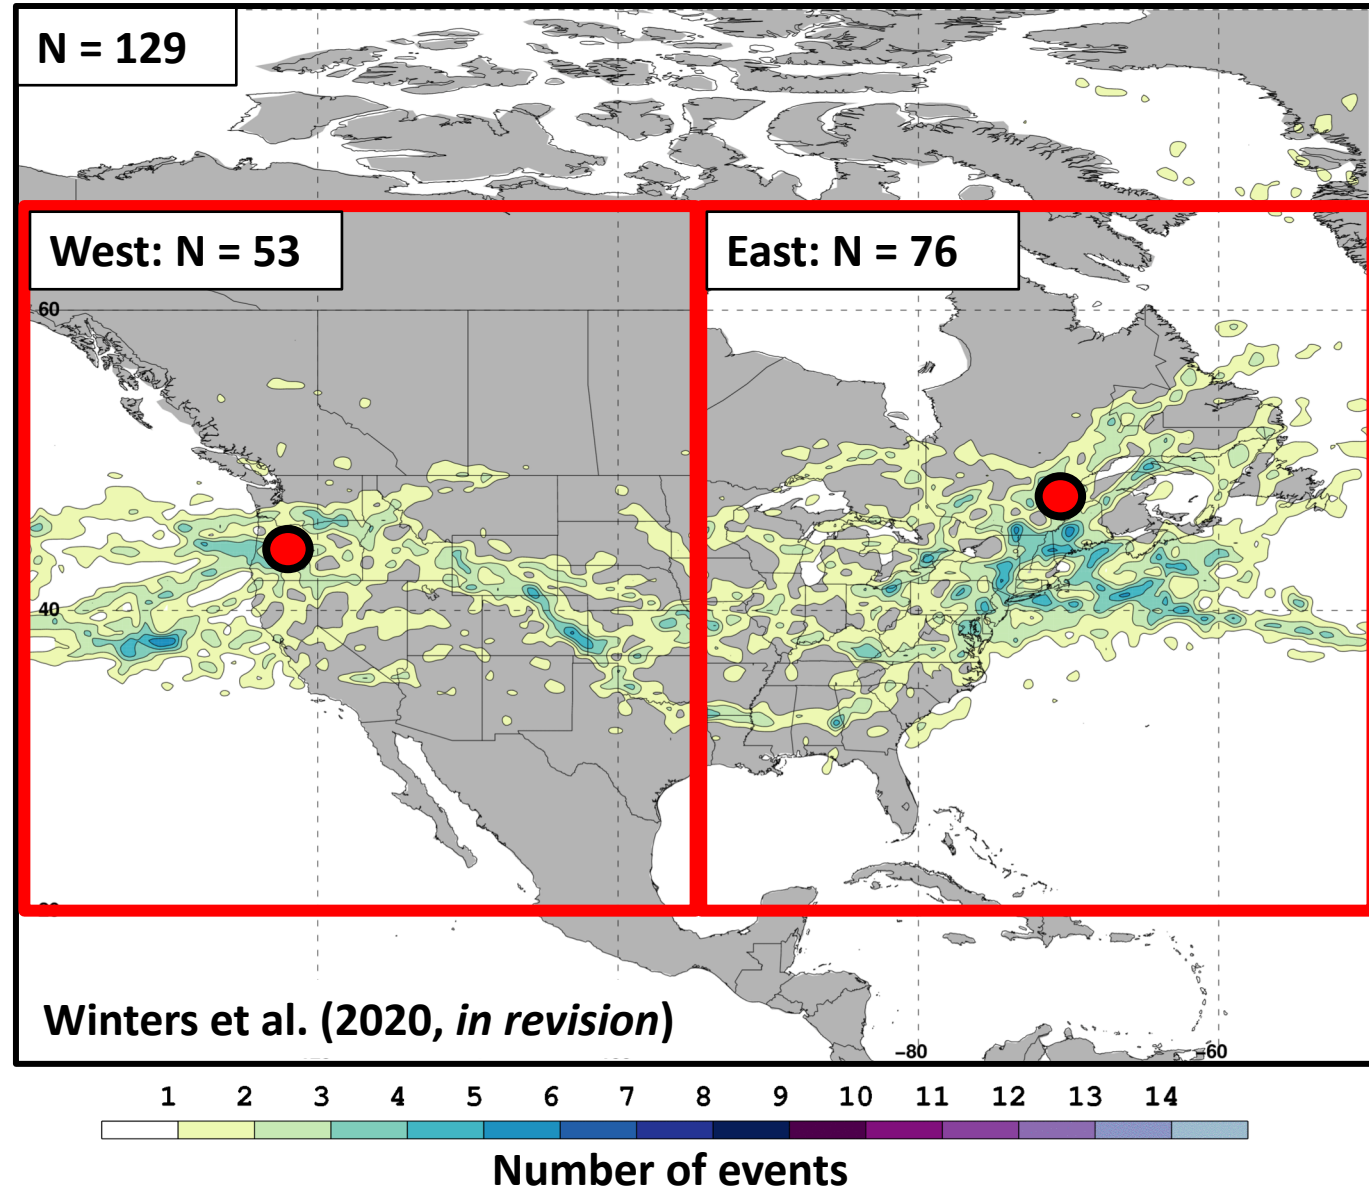 N = 129
West: N = 53
East: N = 76
60
40
Winters et al. (2020, in revision)
−80
−60
1 2 3 4 5 6 7 8 9 10 11 12 13 14
Number of events